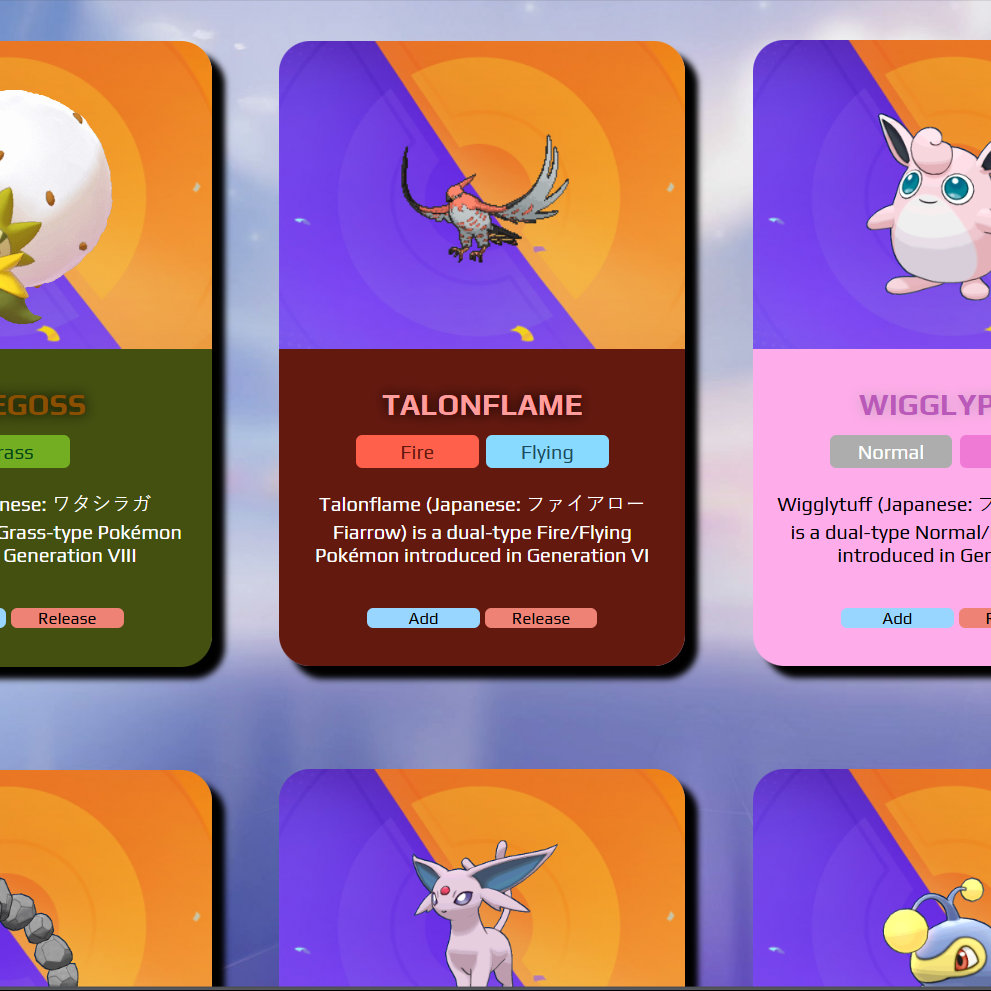 EGOSS
rass
nese: ワタシラガ
Grass-type Pokémon
Generation VIII
Release
TALONFLAME
Fire
Flying
Talonflame (Japanese: ファイアロー
Fiarrow) is a dual-type Fire/Flying
Pokémon introduced in Generation VI
Add
Release
WIGGLYP
Normal
Wigglytuff (Japanese: プ
is a dual-type Normal/
introduced in Gen
Add